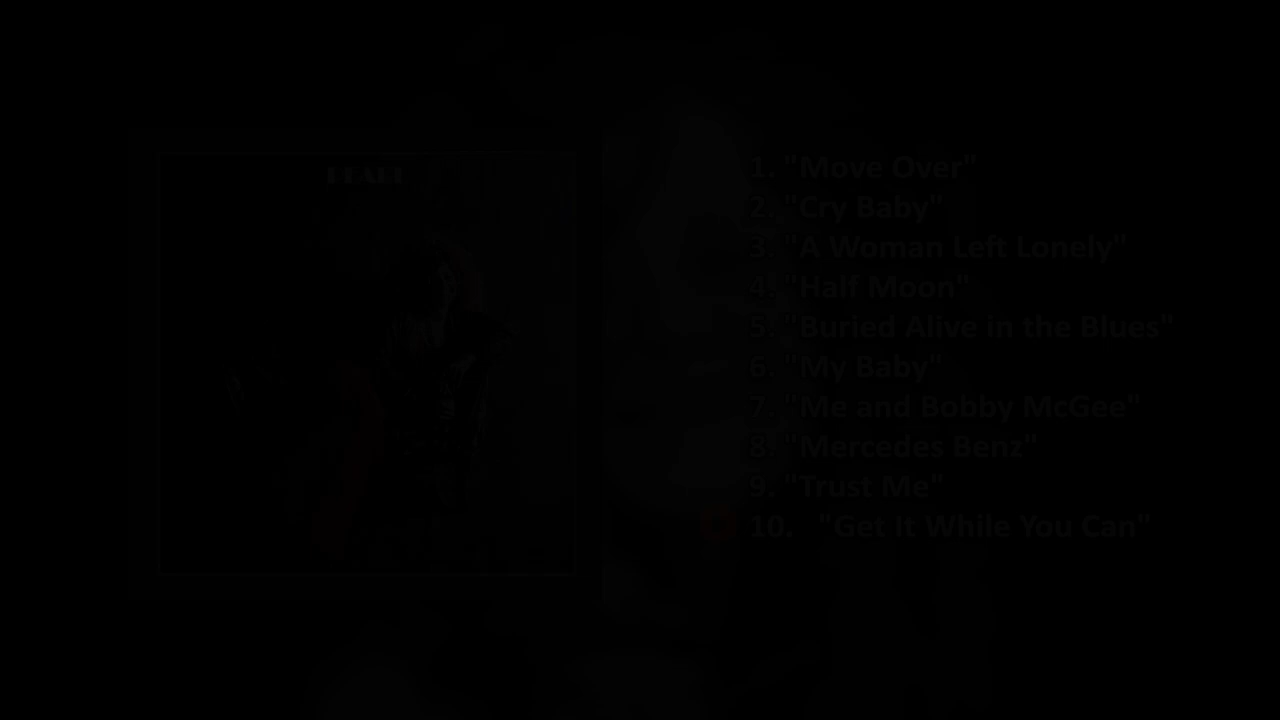 1. "Move Over"
2. "Cry Baby"
3. "A Woman Left Lonely"
4. "Half Moon"
5. "Buried Alive in the Blues"
6. "My Baby"
7. "Me and Bobby McGee"
8. "Mercedes Benz"
9. "Trust Me"
10. "Get It While You Can"